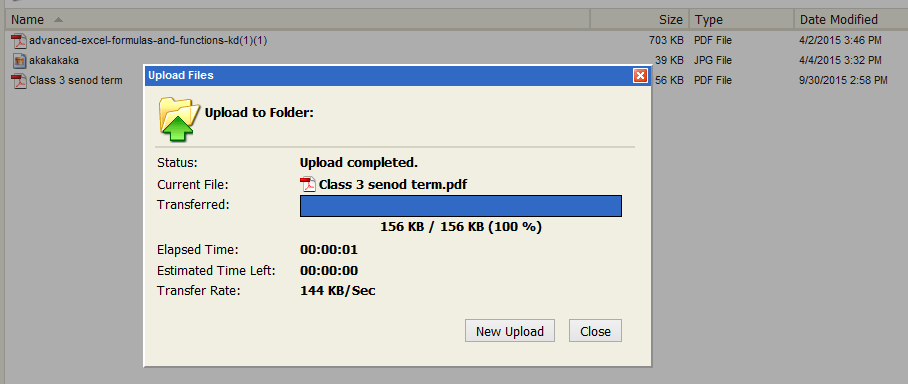 Name Size Type Date Modified
advanced-excel-formulas-and-functions-kd(1)(1) 703 KB PDF File 4/2/2015 3:46 PM
akakakaka 39 KB JPG File 4/4/2015 3:32 PM
Class 3 senod term 56 KB PDF File 9/30/2015 2:58 PM
Upload Files
Upload to Folder:
Status: Upload completed.
Current File: Class 3 senod term.pdf
Transferred:
156 KB / 156 KB (100 %)
Elapsed Time: 00:00:01
Estimated Time Left: 00:00:00
Transfer Rate: 144 KB/Sec
New Upload Close